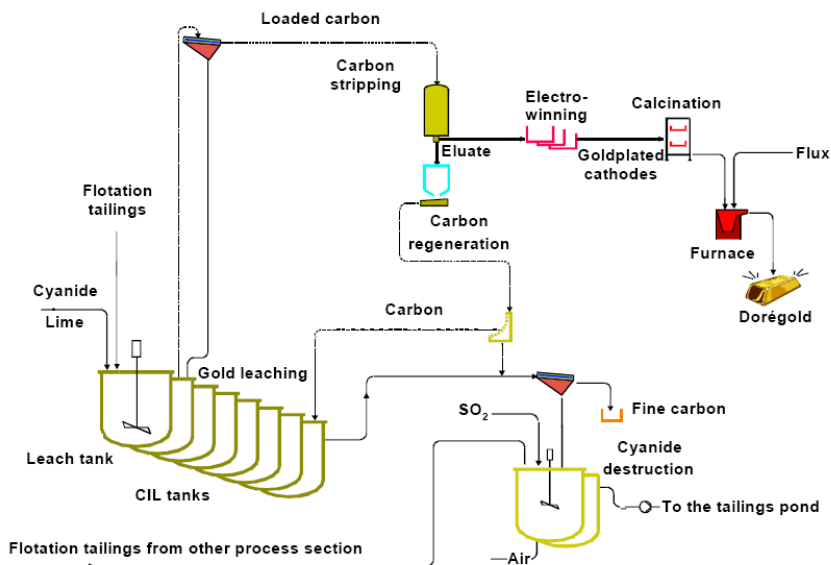 Loaded carbon
Carbon
stripping
Electro-
winning
Calcination
Eluate
Goldplated
cathodes
Flux
Flotation
tailings
Carbon
regeneration
Furnace
Cyanide
Lime
Carbon
Dorégold
Gold leaching
SO₂
Fine carbon
Leach tank
CIL tanks
Cyanide
destruction
To the tailings pond
Flotation tailings from other process section
Air